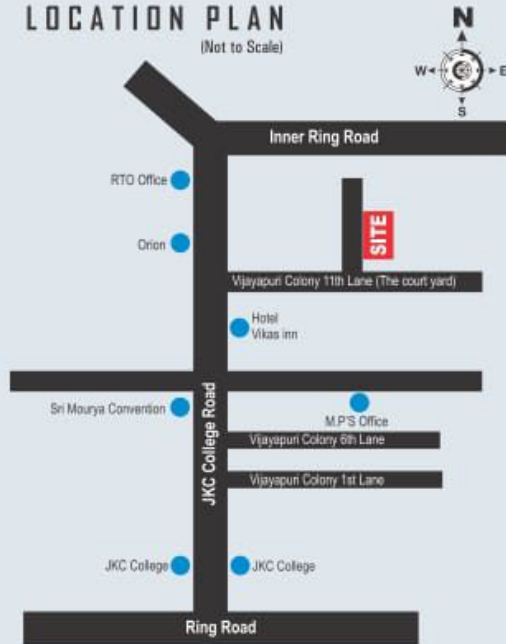 LOCATION PLAN
(Not to Scale)
N
W
E
S
Inner Ring Road
RTO Office
SITE
Orion
Vijayapuri Colony 11th Lane (The court yard)
Hotel
Vikas inn
JKC College Road
Sri Mourya Convention
M.P'S Office
Vijayapuri Colony 6th Lane
Vijayapuri Colony 1st Lane
JKC College
JKC College
Ring Road